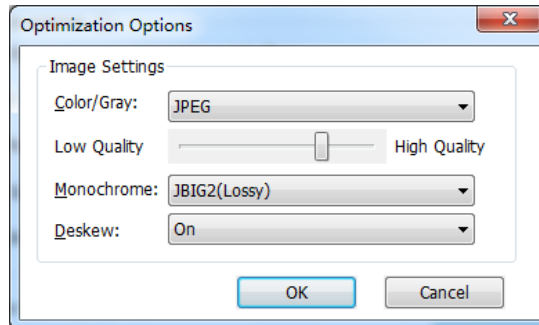 Optimization Options
Image Settings
Color/Gray: JPEG
Low Quality High Quality
Monochrome: JBIG2(Lossy)
Deskew: On
OK Cancel